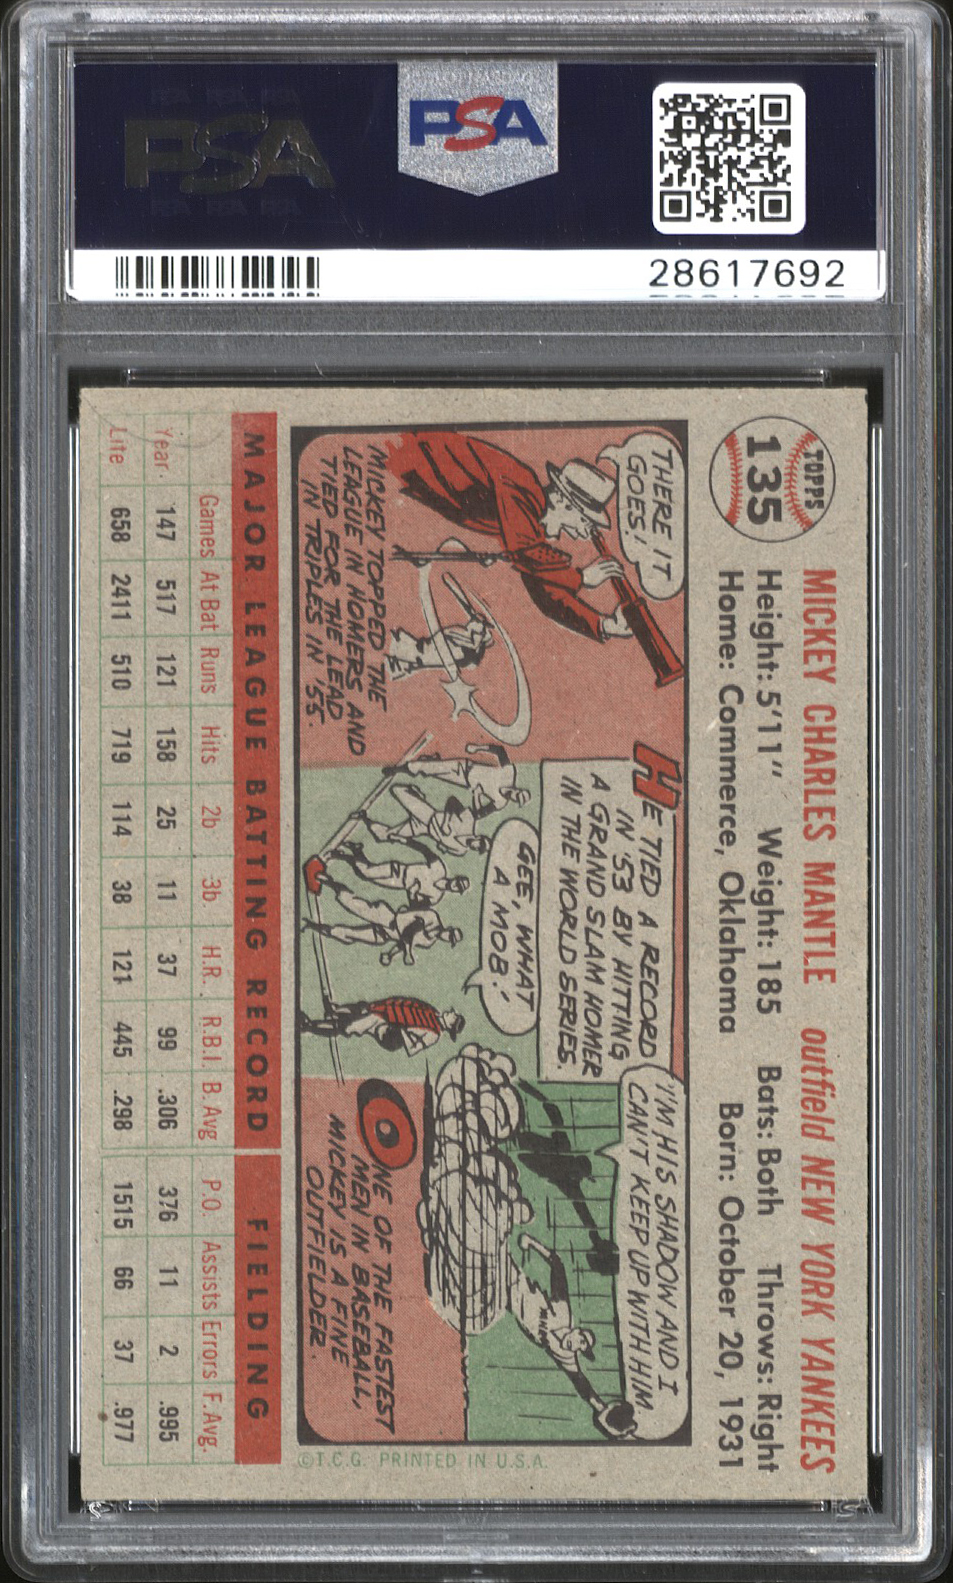 PSA
PSA
28617692
TOPPS
135
MICKEY CHARLES MANTLE outfield NEW YORK YANKEES
Height: 5'11" Weight: 185 Bats: Both Throws: Right
Home: Commerce, Oklahoma Born: October 20, 1931
THERE IT
GOES!
MICKEY TOPPED THE
LEAGUE IN HOMERS AND
TIED FOR THE LEAD
IN TRIPLES IN '55.
HE TIED A RECORD
IN '53 BY HITTING
A GRAND SLAM HOMER
IN THE WORLD SERIES.
GEE, WHAT
A MOB!
I'M HIS SHADOW AND I
CAN'T KEEP UP WITH HIM.
ONE OF THE FASTEST
MEN IN BASEBALL,
MICKEY IS A FINE
OUTFIELDER.
MAJOR LEAGUE BATTING RECORD FIELDING
Games At Bat Runs Hits 2b 3b. H.R. R.B.I. B. Avg P.O. Assists Errors F. Avg.
Year 147 517 121 158 25 11 37 99 .306 376 11 2 .995
Life 658 2411 510 719 114 38 121 445 .298 1515 66 37 .977
©T.C.G. PRINTED IN U.S.A.